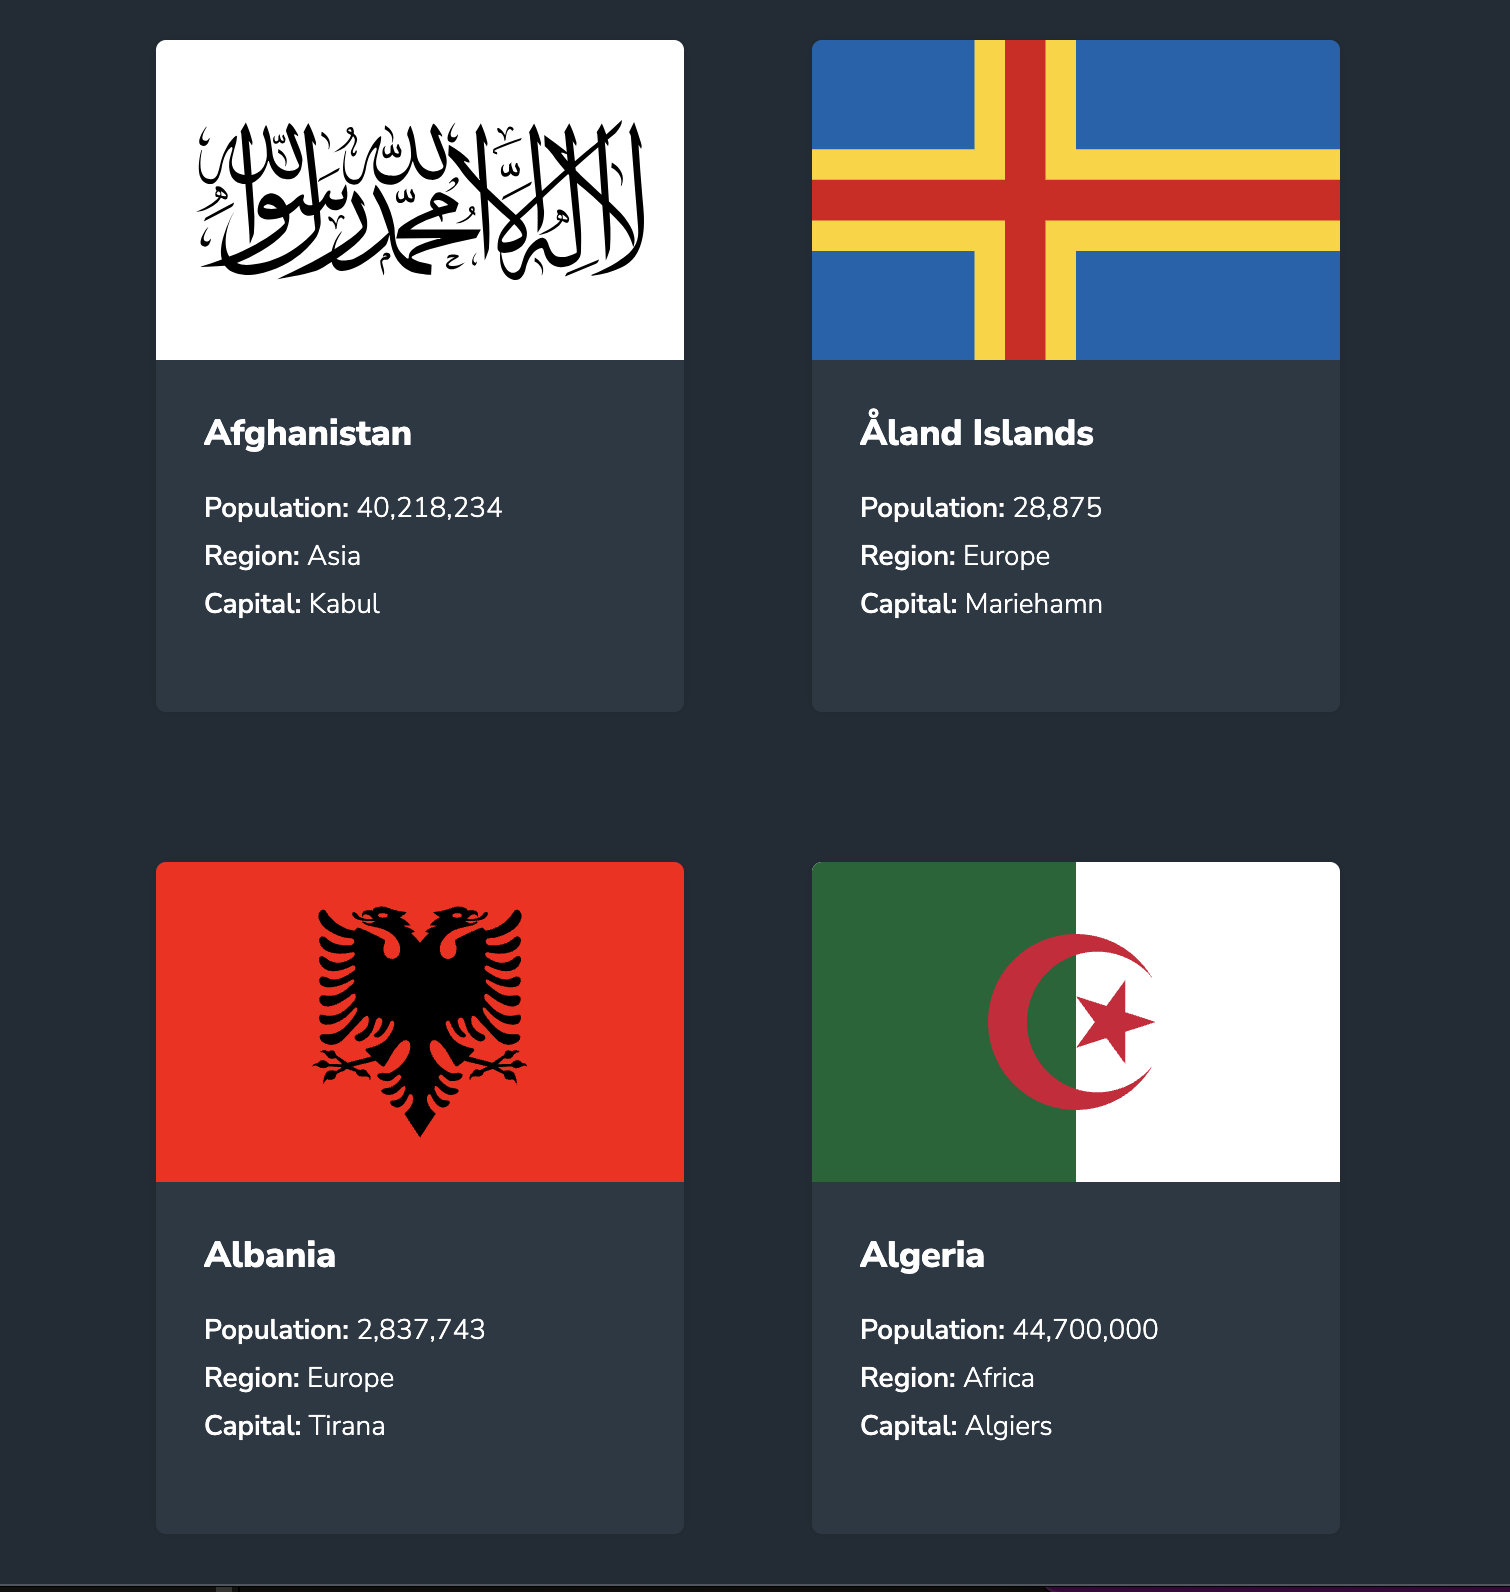 لا إله إلا الله محمد رسول الله
Afghanistan
Population: 40,218,234
Region: Asia
Capital: Kabul
Åland Islands
Population: 28,875
Region: Europe
Capital: Mariehamn
Albania
Population: 2,837,743
Region: Europe
Capital: Tirana
Algeria
Population: 44,700,000
Region: Africa
Capital: Algiers